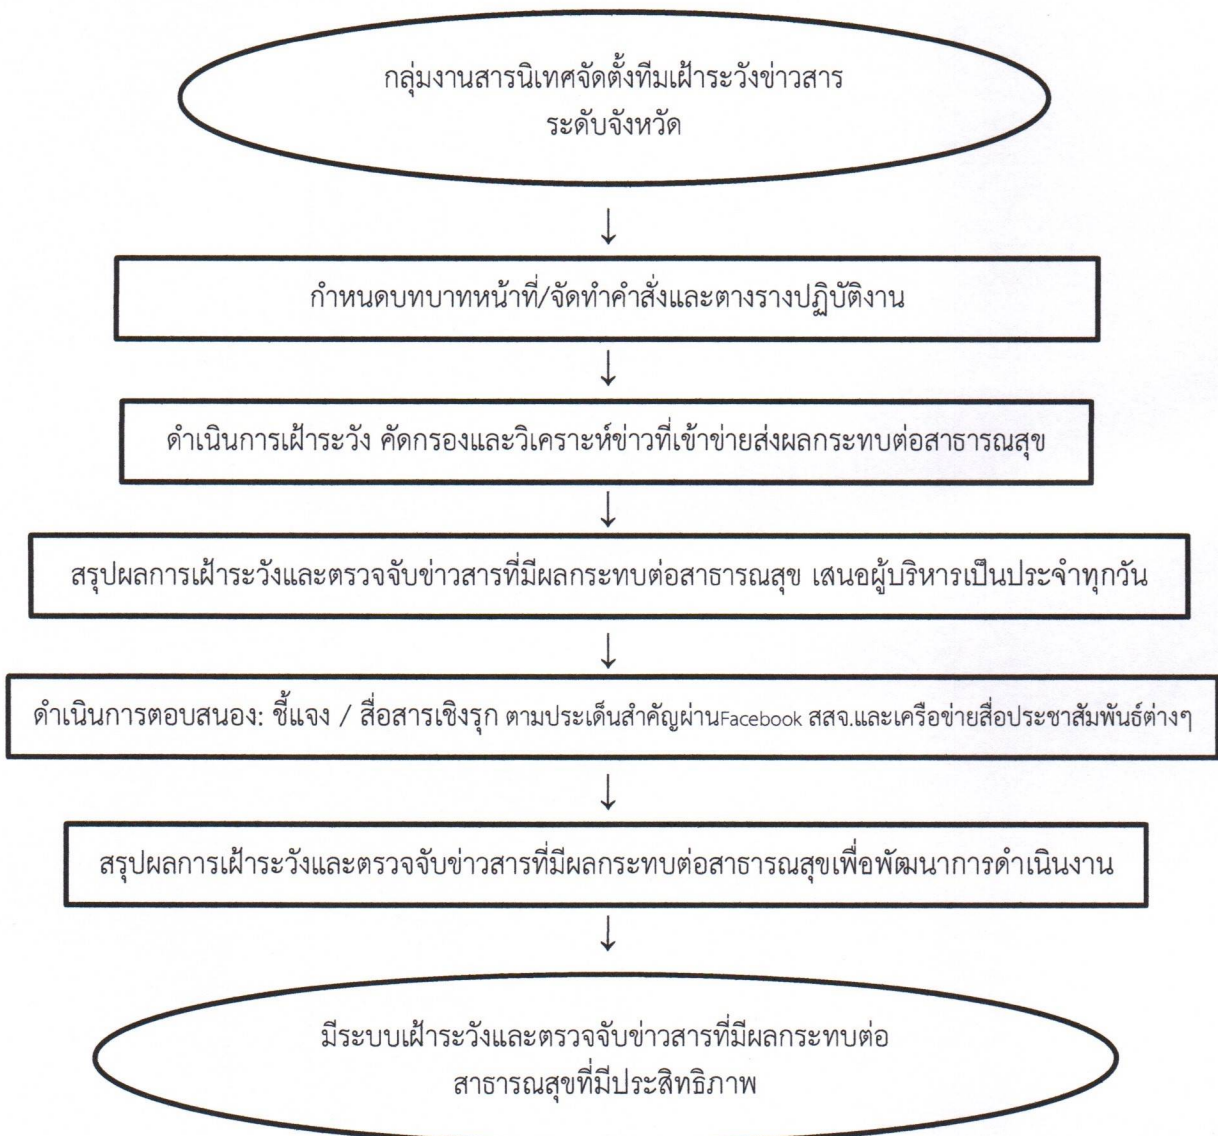 กลุ่มงานสารนิเทศจัดตั้งทีมเฝ้าระวังข่าวสาร
ระดับจังหวัด
↓
กำหนดบทบาทหน้าที่/จัดทำคำสั่งและตางรางปฏิบัติงาน
↓
ดำเนินการเฝ้าระวัง คัดกรองและวิเคราะห์ข่าวที่เข้าข่ายส่งผลกระทบต่อสาธารณสุข
↓
สรุปผลการเฝ้าระวังและตรวจจับข่าวสารที่มีผลกระทบต่อสาธารณสุข เสนอผู้บริหารเป็นประจำทุกวัน
↓
ดำเนินการตอบสนอง: ชี้แจง / สื่อสารเชิงรุก ตามประเด็นสำคัญผ่านFacebook สสจ.และเครือข่ายสื่อประชาสัมพันธ์ต่างๆ
↓
สรุปผลการเฝ้าระวังและตรวจจับข่าวสารที่มีผลกระทบต่อสาธารณสุขเพื่อพัฒนาการดำเนินงาน
↓
มีระบบเฝ้าระวังและตรวจจับข่าวสารที่มีผลกระทบต่อ
สาธารณสุขที่มีประสิทธิภาพ